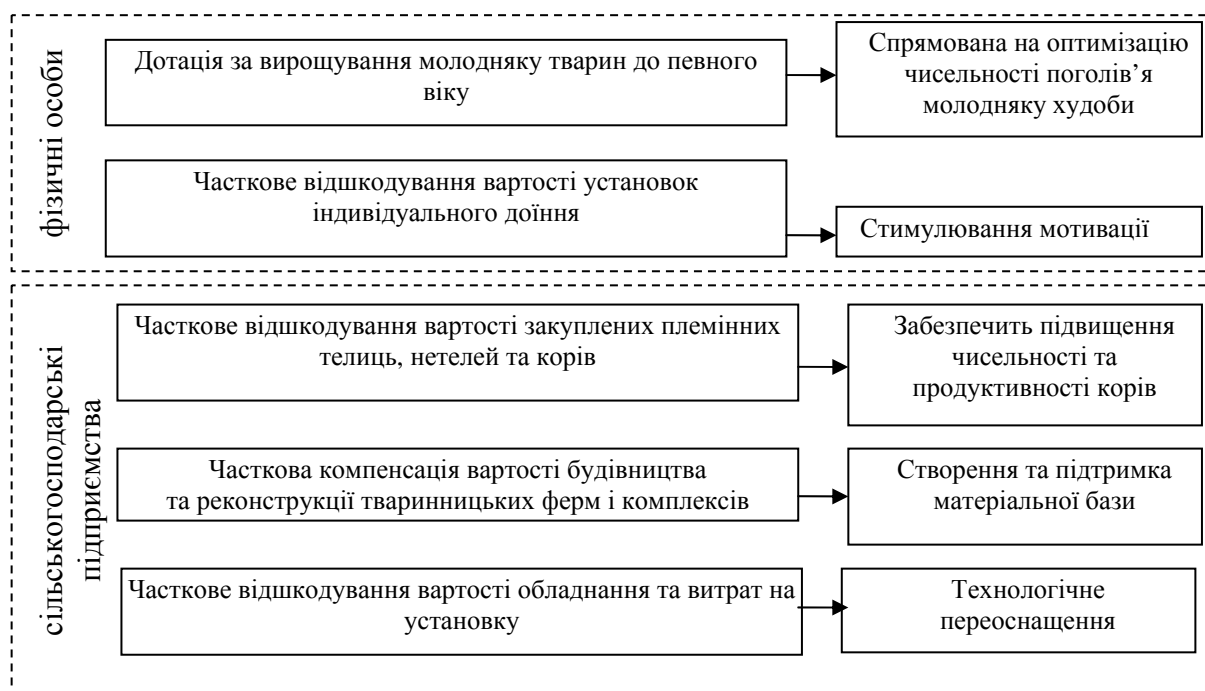 фізичні особи
Дотація за вирощування молодняку тварин до певного
віку
Спрямована на оптимізацію
чисельності поголів’я
молодняку худоби
Часткове відшкодування вартості установок
індивідуального доїння
Стимулювання мотивації
сільськогосподарські
підприємства
Часткове відшкодування вартості закуплених племінних
телиць, нетелей та корів
Забезпечить підвищення
чисельності та
продуктивності корів
Часткова компенсація вартості будівництва
та реконструкції тваринницьких ферм і комплексів
Створення та підтримка
матеріальної бази
Часткове відшкодування вартості обладнання та витрат на
установку
Технологічне
переоснащення